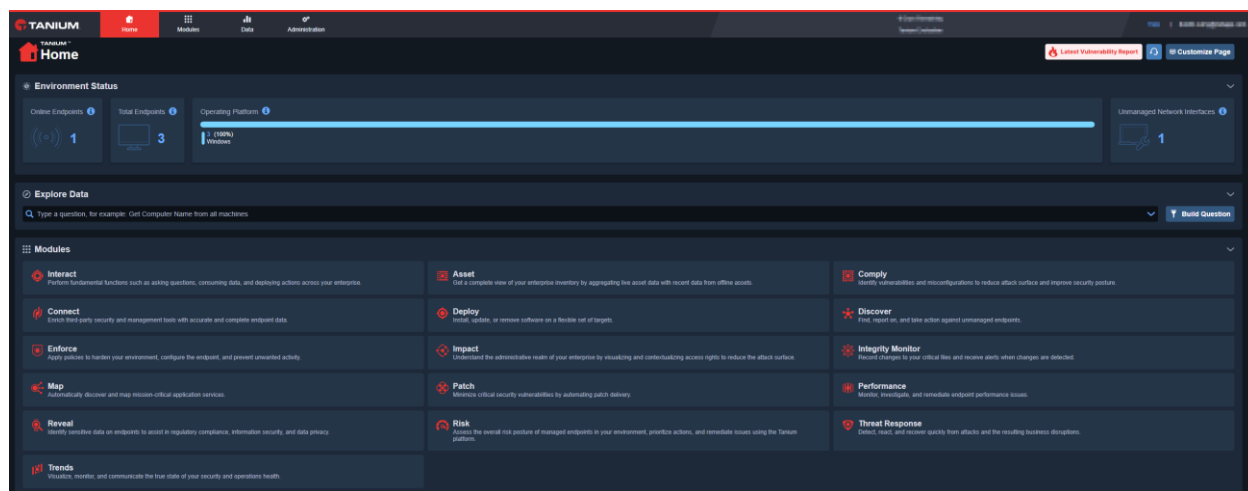 TANIUM
Home
Modules
Data
Administration
TANIUM™
Home
Latest Vulnerability Report
Customize Page
Environment Status
Online Endpoints
1
Total Endpoints
3
Operating Platform
3 (100%)
Windows
Unmanaged Network Interfaces
1
Explore Data
Type a question, for example: Get Computer Name from all machines
Build Question
Modules
Interact
Perform fundamental functions such as asking questions, consuming data, and deploying actions across your enterprise.
Asset
Get a complete view of your enterprise inventory by aggregating live asset data with recent data from offline assets.
Comply
Identify vulnerabilities and misconfigurations to reduce attack surface and improve security posture.
Connect
Enrich third-party security and management tools with accurate and complete endpoint data.
Deploy
Install, update, or remove software on a flexible set of targets.
Discover
Find, report on, and take action against unmanaged endpoints.
Enforce
Apply policies to harden your environment, configure the endpoint, and prevent unwanted activity.
Impact
Understand the administrative realm of your enterprise by visualizing and contextualizing access rights to reduce the attack surface.
Integrity Monitor
Record changes to your critical files and receive alerts when changes are detected.
Map
Automatically discover and map mission-critical application services.
Patch
Minimize critical security vulnerabilities by automating patch delivery.
Performance
Monitor, investigate, and remediate endpoint performance issues.
Reveal
Identify sensitive data on endpoints to assist in regulatory compliance, information security, and data privacy.
Risk
Assess the overall risk posture of managed endpoints in your environment, prioritize actions, and remediate issues using the Tanium
platform.
Threat Response
Detect, react, and recover quickly from attacks and the resulting business disruptions.
Trends
Visualize, monitor, and communicate the true state of your security and operations health.